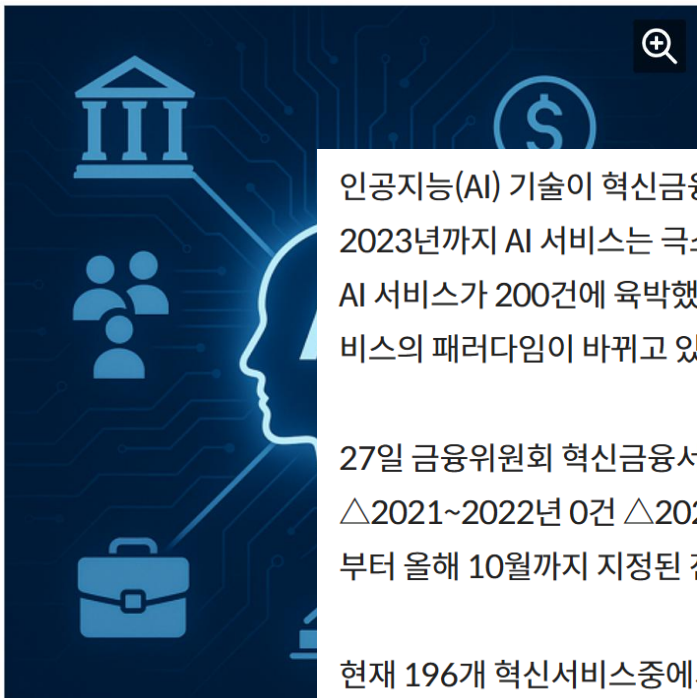 $
인공지능(AI) 기술이 혁신금융
2023년까지 AI 서비스는 극소
AI 서비스가 200건에 육박했
비스의 패러다임이 바뀌고 있
27일 금융위원회 혁신금융서
△2021~2022년 0건 △202
부터 올해 10월까지 지정된
현재 196개 혁신서비스중에